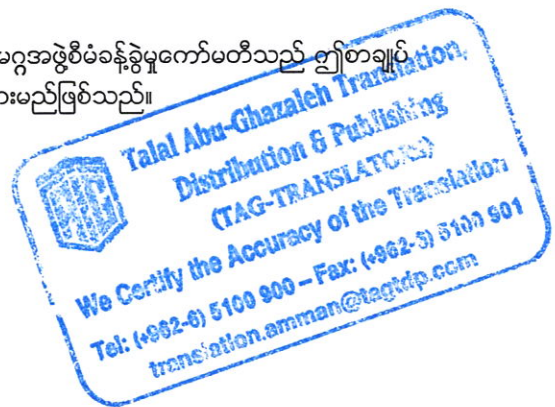 မဂ္ဂအဖွဲ့စီမံခန့်ခွဲမှုကော်မတီသည် ဤစာချုပ်
ားမည်ဖြစ်သည်။
Talal Abu-Ghazaleh Translation,
Distribution & Publishing
(TAG-TRANSLATORS)
We Certify the Accuracy of the Translation
Tel: (+962-6) 5100 900 – Fax: (+962-6) 5100 901
translation.amman@tagtdp.com